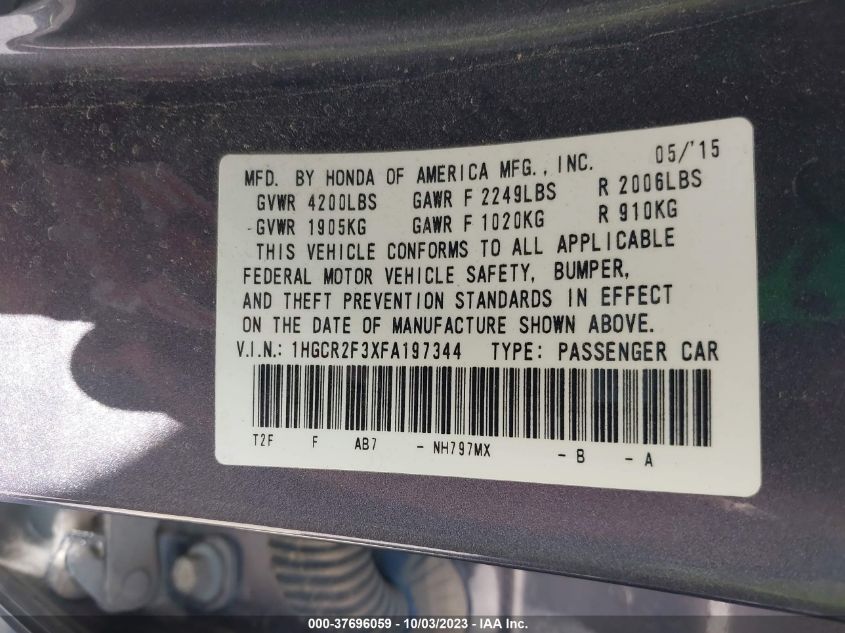 MFD. BY HONDA OF AMERICA MFG., INC. 05/'15
GVWR 4200LBS GAWR F 2249LBS R 2006LBS
GVWR 1905KG GAWR F 1020KG R 910KG
THIS VEHICLE CONFORMS TO ALL APPLICABLE
FEDERAL MOTOR VEHICLE SAFETY, BUMPER,
AND THEFT PREVENTION STANDARDS IN EFFECT
ON THE DATE OF MANUFACTURE SHOWN ABOVE.
V.I.N.: 1HGCR2F3XFA197344 TYPE: PASSENGER CAR
T2F F AB7 - NH797MX - B - A
000-37696059 - 10/03/2023 - IAA Inc.